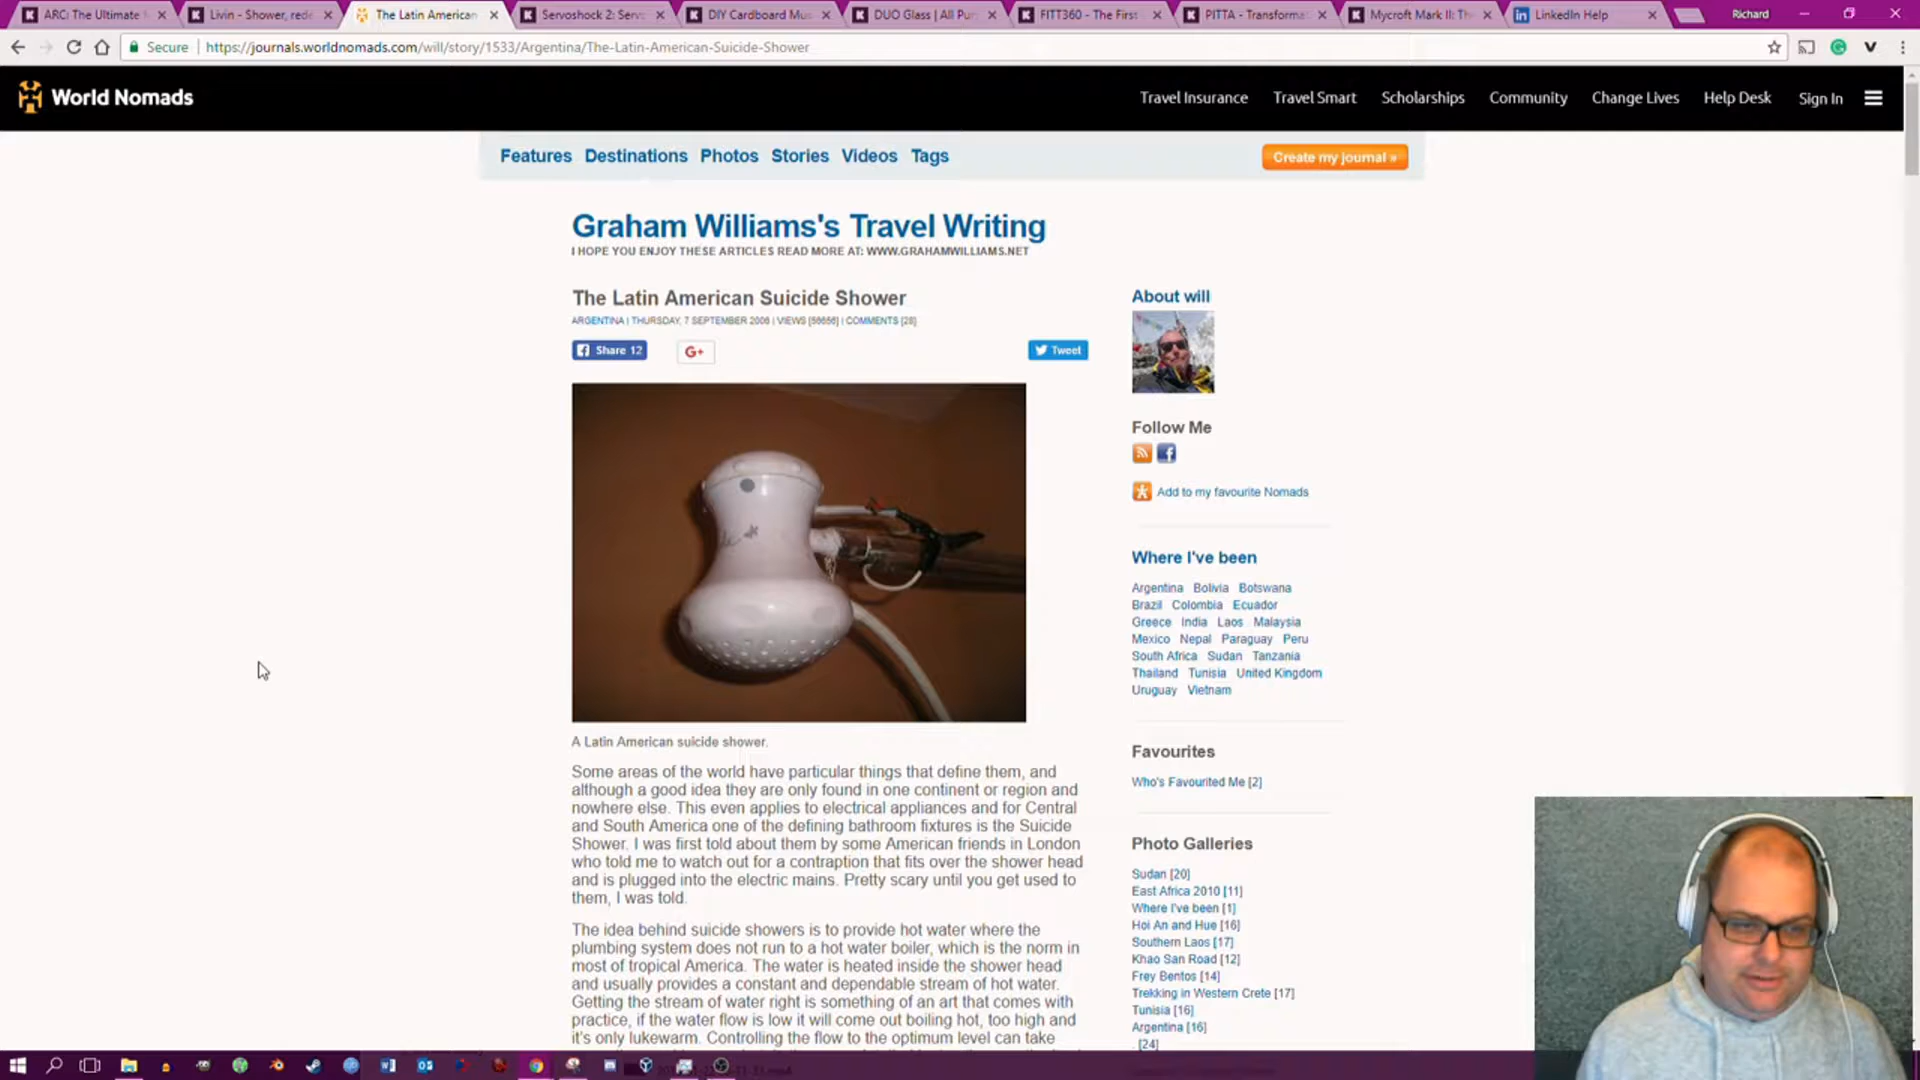 ARC: The Ultimate
Livin - Shower, rede
The Latin American
Servoshock 2: Serv
DIY Cardboard Mus
DUO Glass | All Pur
FITT360 - The First
PITTA - Transforma
Mycroft Mark II: The
LinkedIn Help
Richard
Secure
https://journals.worldnomads.com/will/story/1533/Argentina/The-Latin-American-Suicide-Shower
World Nomads
Travel Insurance Travel Smart Scholarships Community Change Lives Help Desk Sign In
Features Destinations Photos Stories Videos Tags
Create my journal »
Graham Williams's Travel Writing
I HOPE YOU ENJOY THESE ARTICLES READ MORE AT: WWW.GRAHAMWILLIAMS.NET
The Latin American Suicide Shower
ARGENTINA | THURSDAY, 7 SEPTEMBER 2006 | VIEWS [56656] | COMMENTS [28]
Share 12
G+
Tweet
A Latin American suicide shower.
Some areas of the world have particular things that define them, and
although a good idea they are only found in one continent or region and
nowhere else. This even applies to electrical appliances and for Central
and South America one of the defining bathroom fixtures is the Suicide
Shower. I was first told about them by some American friends in London
who told me to watch out for a contraption that fits over the shower head
and is plugged into the electric mains. Pretty scary until you get used to
them, I was told.
The idea behind suicide showers is to provide hot water where the
plumbing system does not run to a hot water boiler, which is the norm in
most of tropical America. The water is heated inside the shower head
and usually provides a constant and dependable stream of hot water.
Getting the stream of water right is something of an art that comes with
practice, if the water flow is low it will come out boiling hot, too high and
it's only lukewarm. Controlling the flow to the optimum level can take
About will
Follow Me
Add to my favourite Nomads
Where I've been
Argentina Bolivia Botswana
Brazil Colombia Ecuador
Greece India Laos Malaysia
Mexico Nepal Paraguay Peru
South Africa Sudan Tanzania
Thailand Tunisia United Kingdom
Uruguay Vietnam
Favourites
Who's Favourited Me [2]
Photo Galleries
Sudan [20]
East Africa 2010 [11]
Where I've been [1]
Hoi An and Hue [16]
Southern Laos [17]
Khao San Road [12]
Frey Bentos [14]
Trekking in Western Crete [17]
Tunisia [16]
Argentina [16]
. [24]